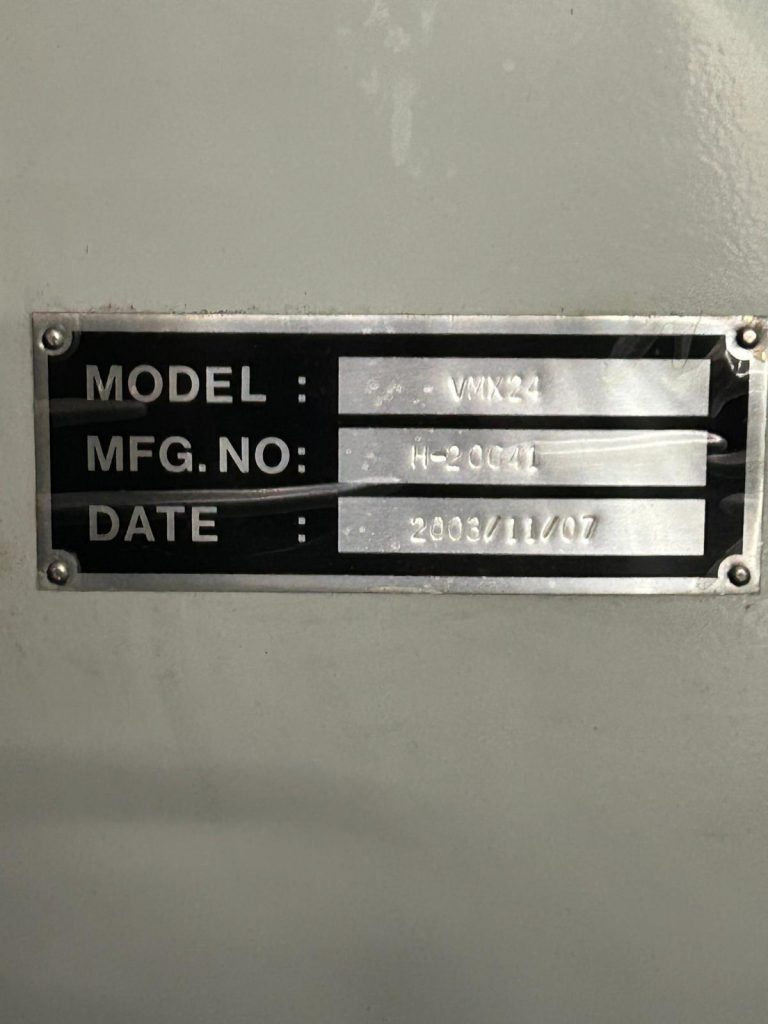 MODEL : VMX24
MFG. NO: H-20041
DATE : 2003/11/07